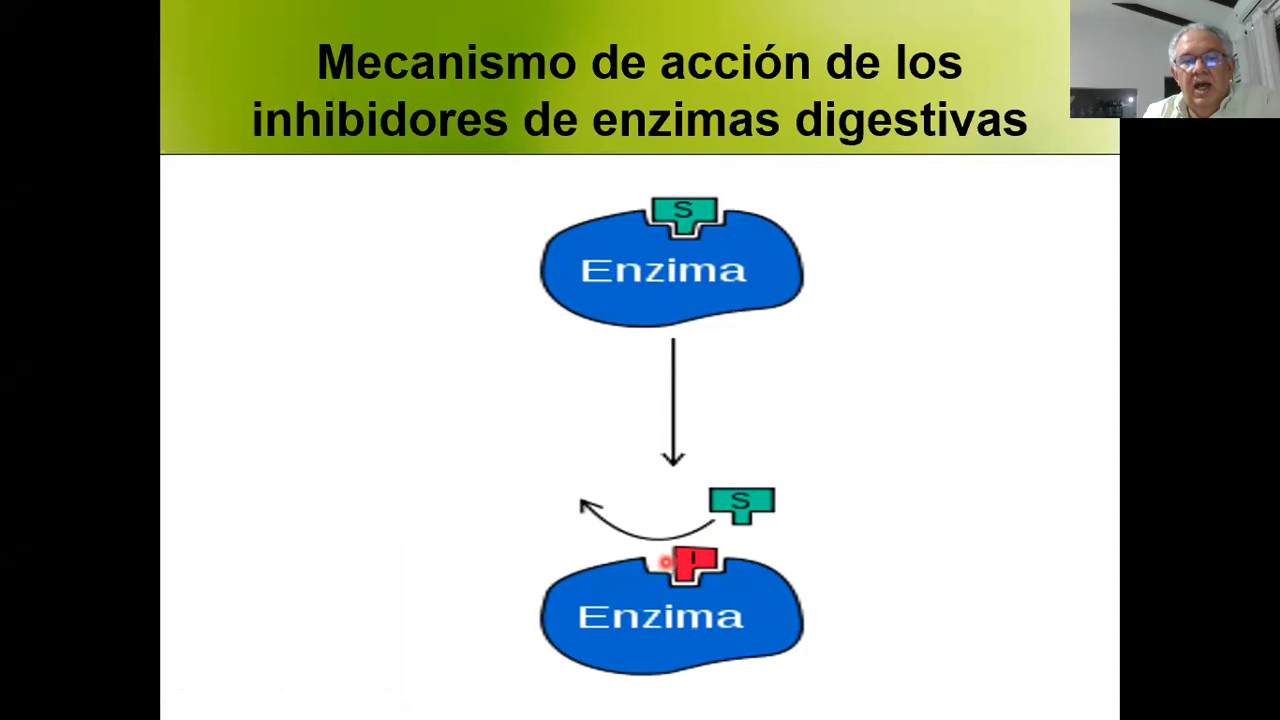 Mecanismo de acción de los
inhibidores de enzimas digestivas
S
Enzima
S
I
Enzima